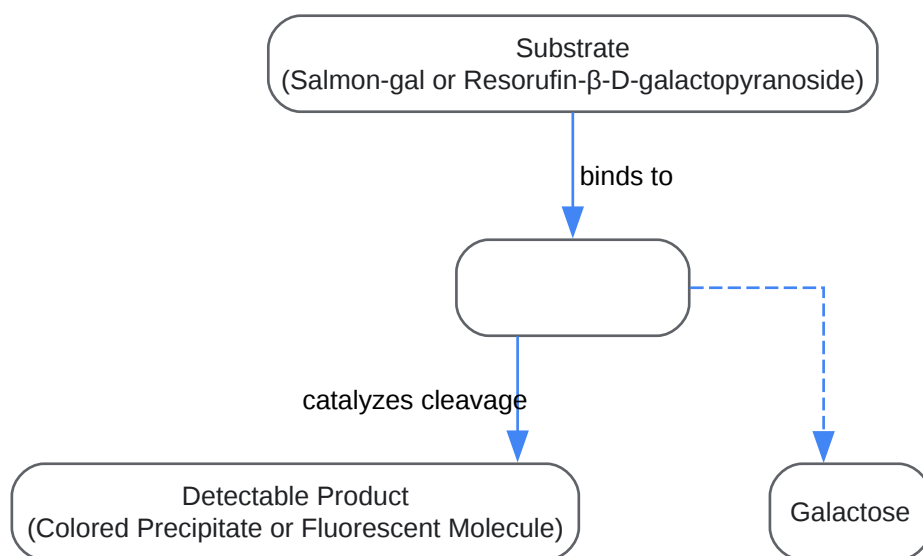 Substrate
(Salmon-gal or Resorufin-β-D-galactopyranoside)
binds to
catalyzes cleavage
Detectable Product
(Colored Precipitate or Fluorescent Molecule)
Galactose